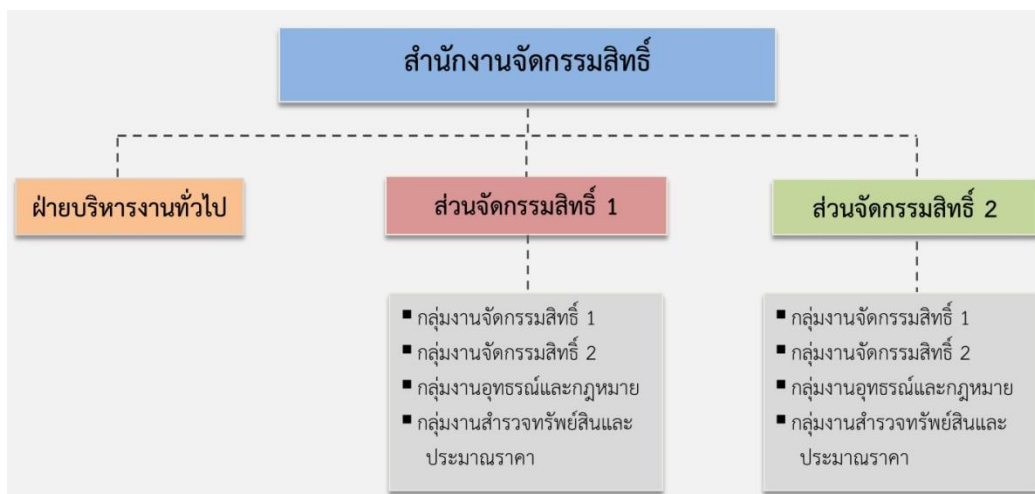 สำนักงานจัดกรรมสิทธิ์
ฝ่ายบริหารงานทั่วไป
ส่วนจัดกรรมสิทธิ์ 1
ส่วนจัดกรรมสิทธิ์ 2
▪ กลุ่มงานจัดกรรมสิทธิ์ 1
▪ กลุ่มงานจัดกรรมสิทธิ์ 2
▪ กลุ่มงานอุทธรณ์และกฎหมาย
▪ กลุ่มงานสำรวจทรัพย์สินและ
ประมาณราคา
▪ กลุ่มงานจัดกรรมสิทธิ์ 1
▪ กลุ่มงานจัดกรรมสิทธิ์ 2
▪ กลุ่มงานอุทธรณ์และกฎหมาย
▪ กลุ่มงานสำรวจทรัพย์สินและ
ประมาณราคา